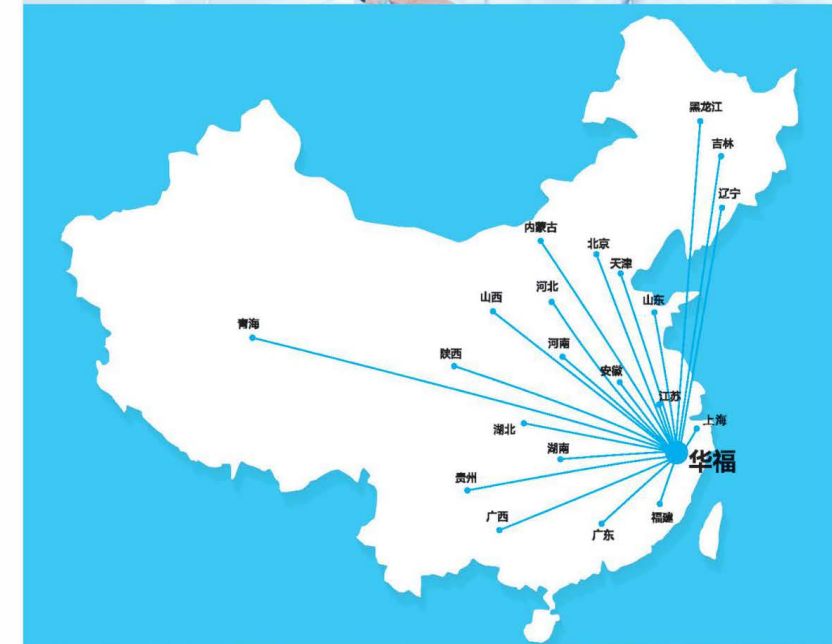 黑龙江
吉林
辽宁
内蒙古
北京
天津
河北
山西
山东
青海
河南
陕西
安徽
江苏
上海
湖北
湖南
华福
贵州
广西
福建
广东